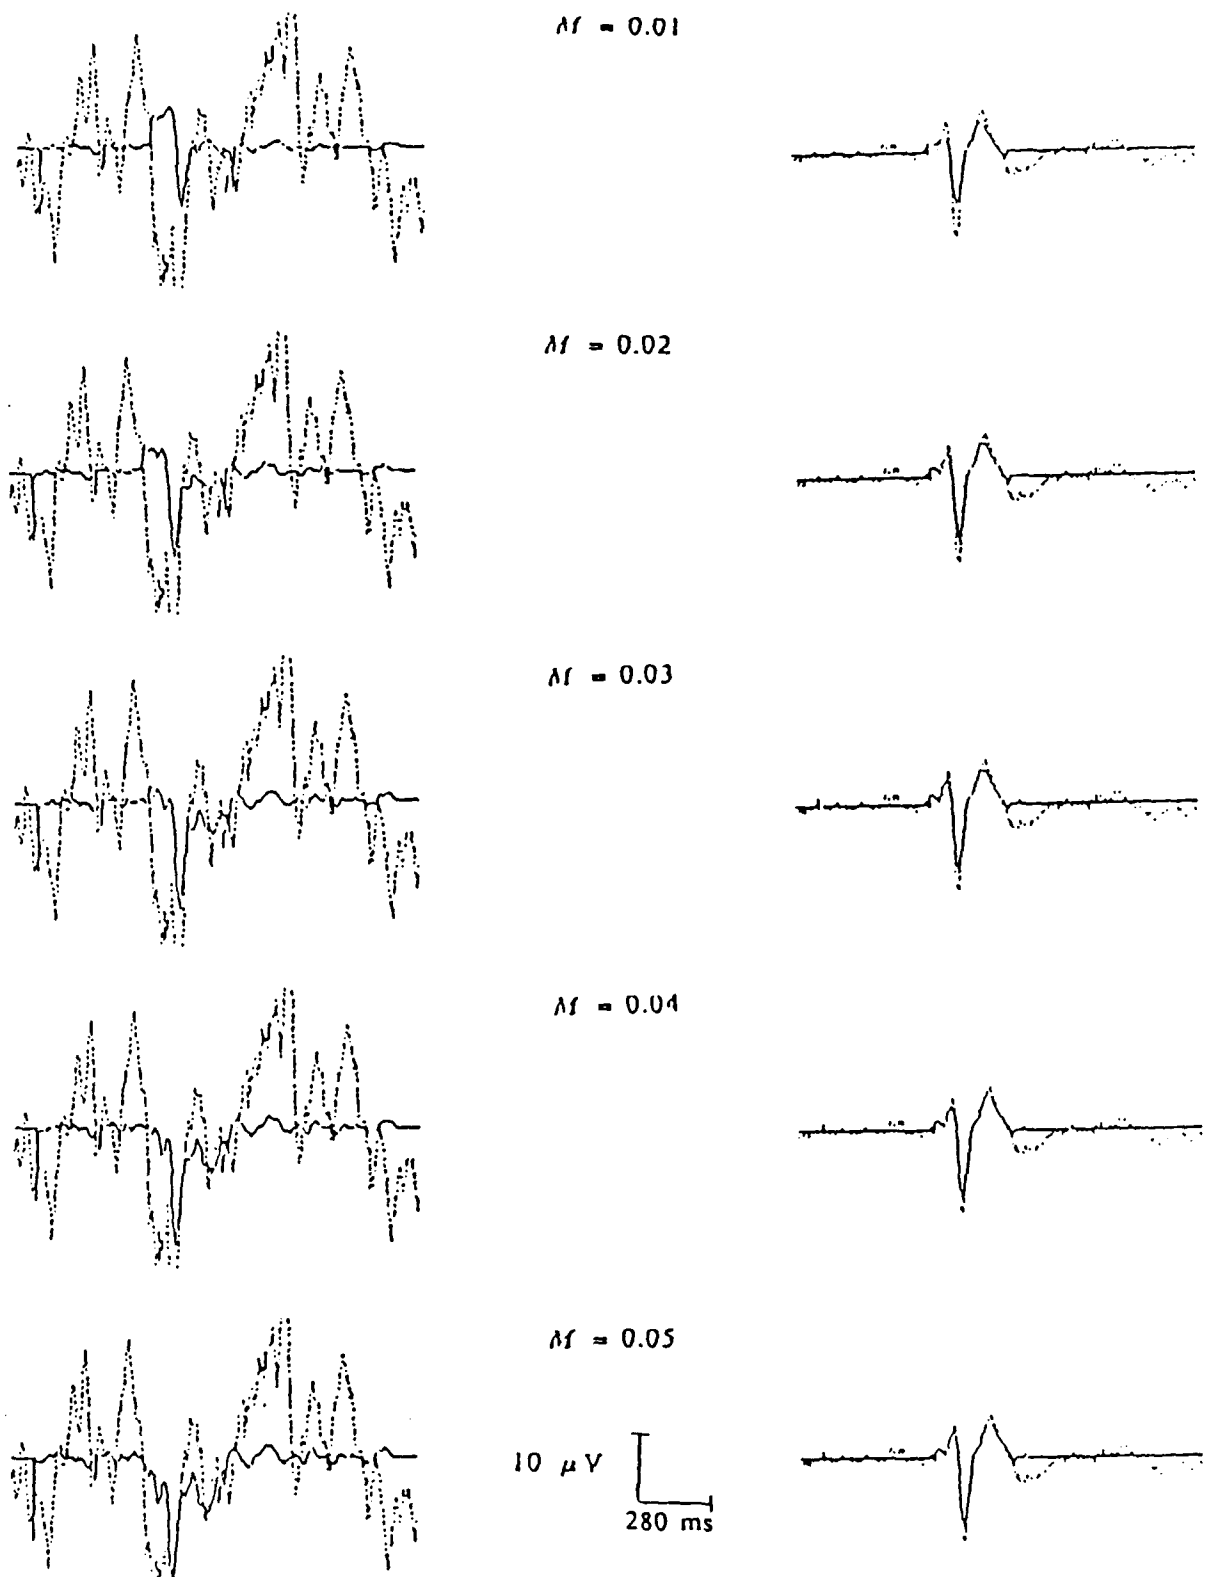 M = 0.01
M = 0.02
M = 0.03
M = 0.04
M = 0.05
10 μV
280 ms